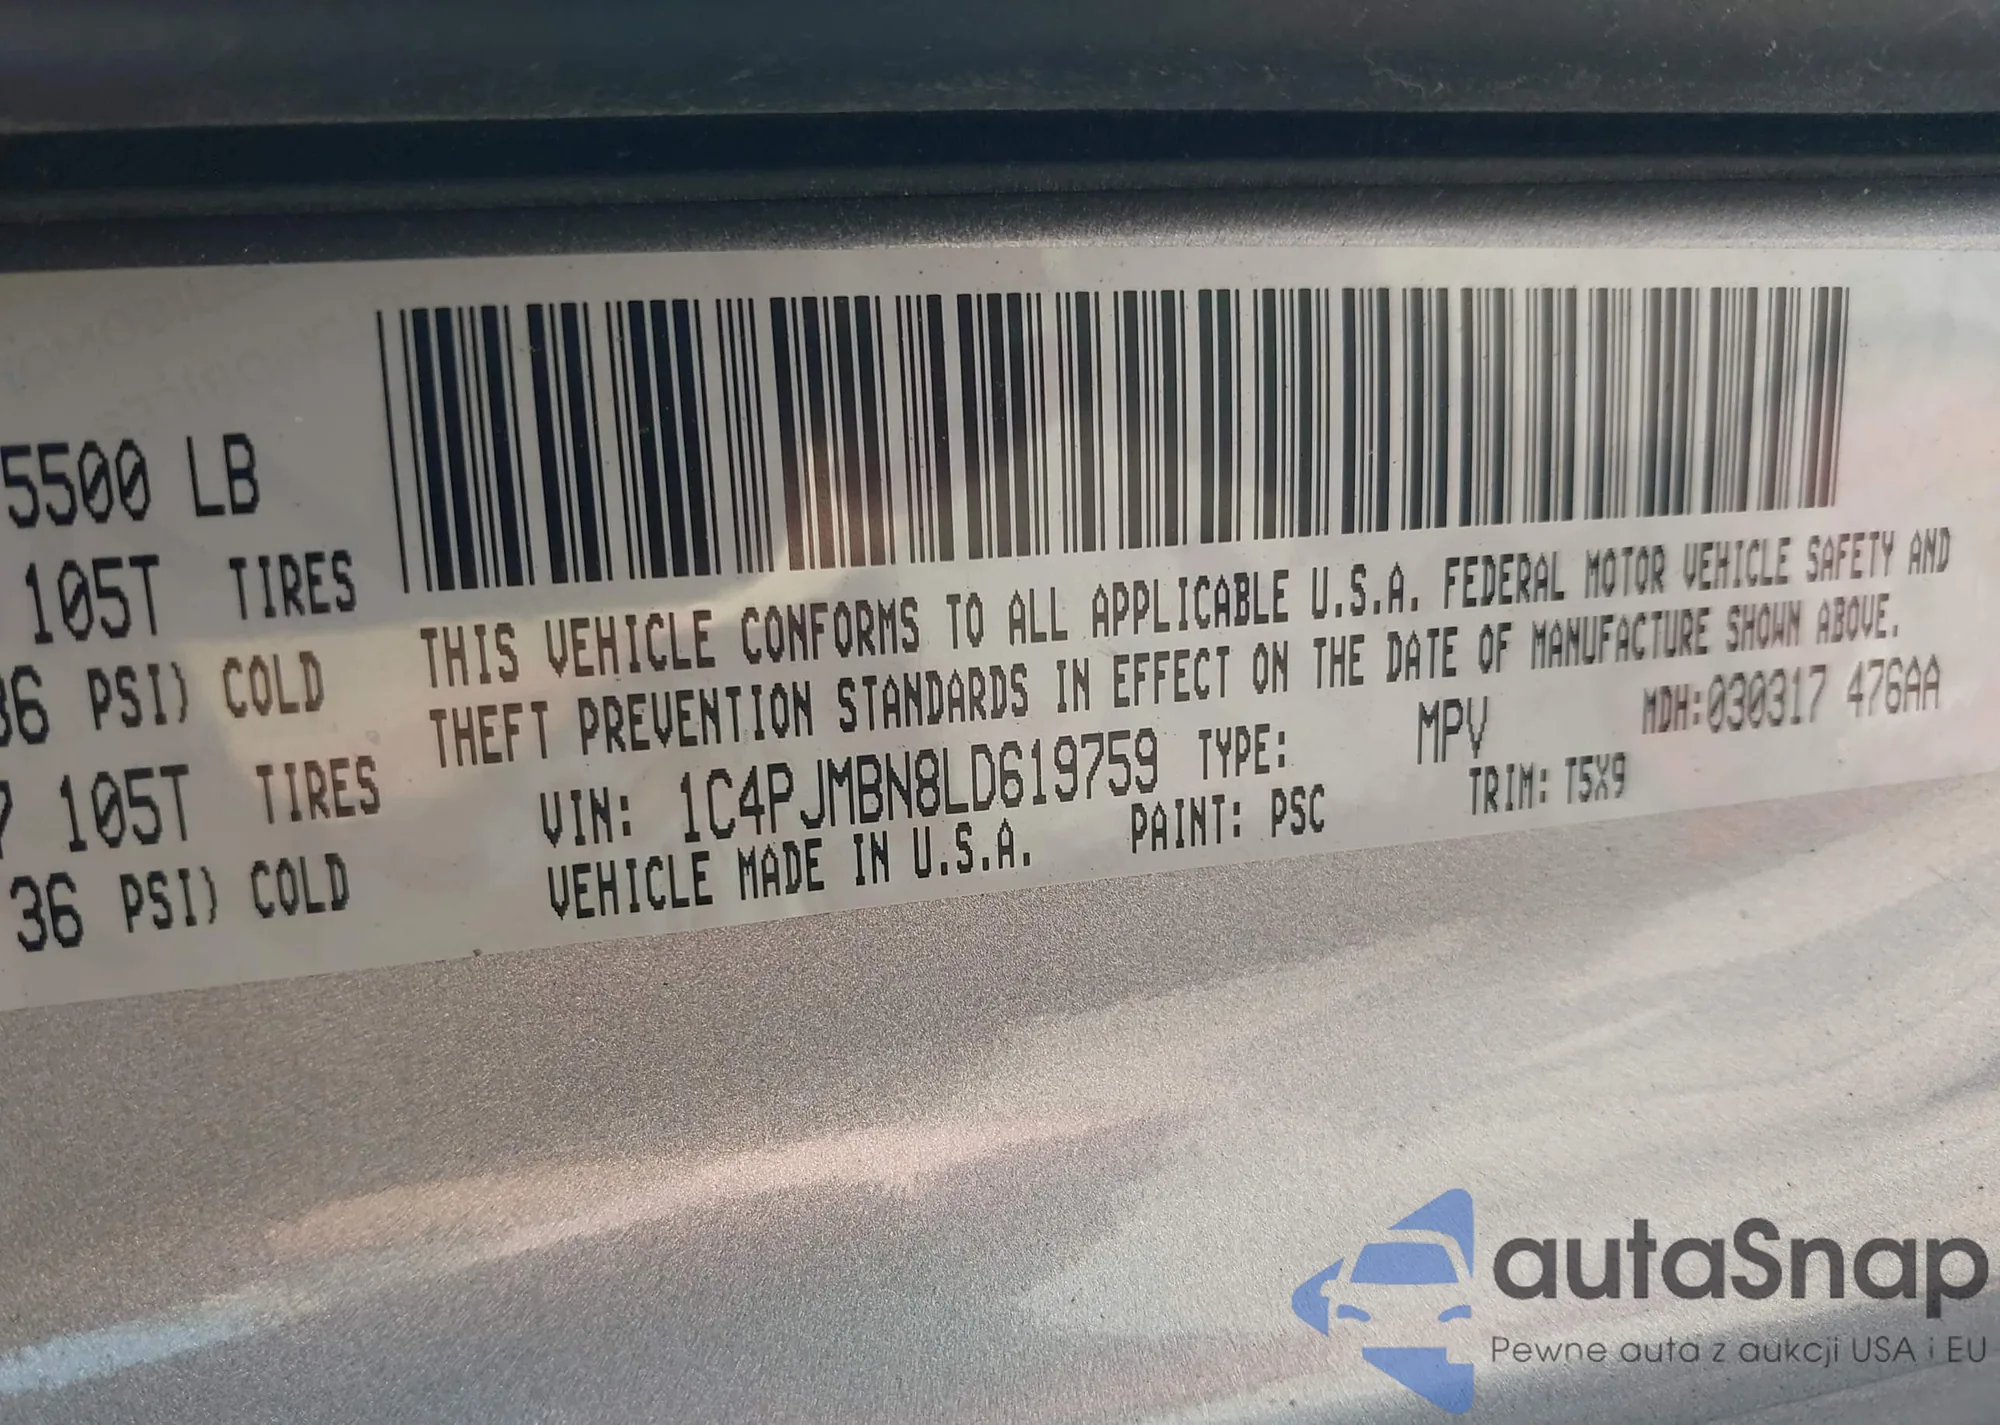 5500 LB
105T TIRES
36 PSI) COLD
7 105T TIRES
36 PSI) COLD
THIS VEHICLE CONFORMS TO ALL APPLICABLE U.S.A. FEDERAL MOTOR VEHICLE SAFETY AND
THEFT PREVENTION STANDARDS IN EFFECT ON THE DATE OF MANUFACTURE SHOWN ABOVE.
VIN: 1C4PJMBN8LD619759 TYPE: MPV MDH:030317 476AA
VEHICLE MADE IN U.S.A. PAINT: PSC TRIM: T5X9
autaSnap
Pewne auta z aukcji USA i EU